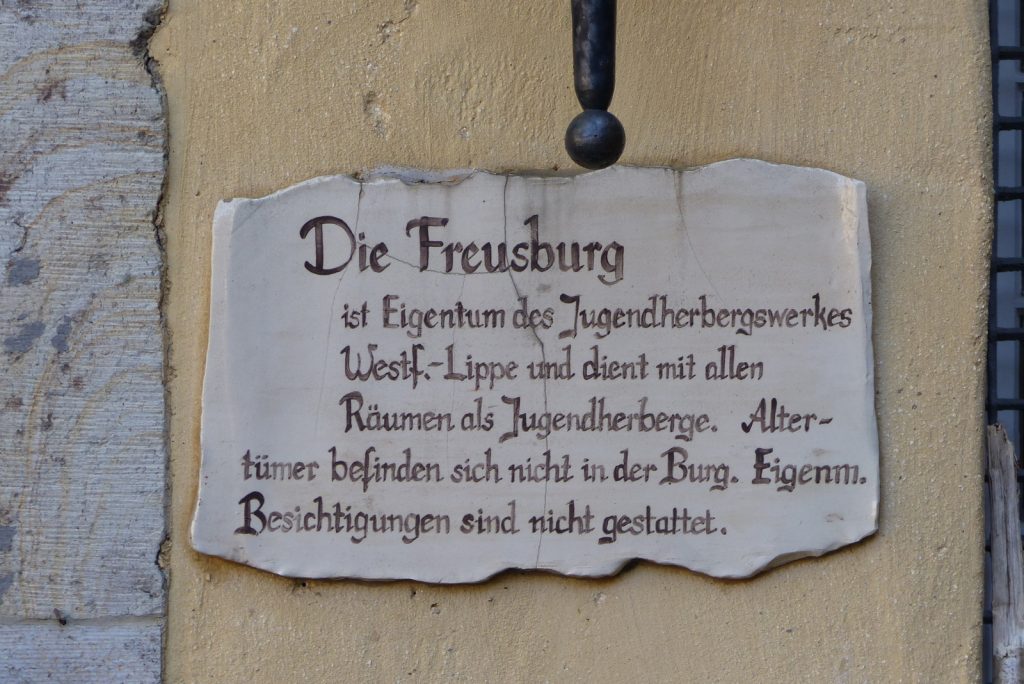 Die Freusburg
ist Eigentum des Jugendherbergswerkes
Westf.-Lippe und dient mit allen
Räumen als Jugendherberge. Alter-
tümer befinden sich nicht in der Burg. Eigenm.
Besichtigungen sind nicht gestattet.